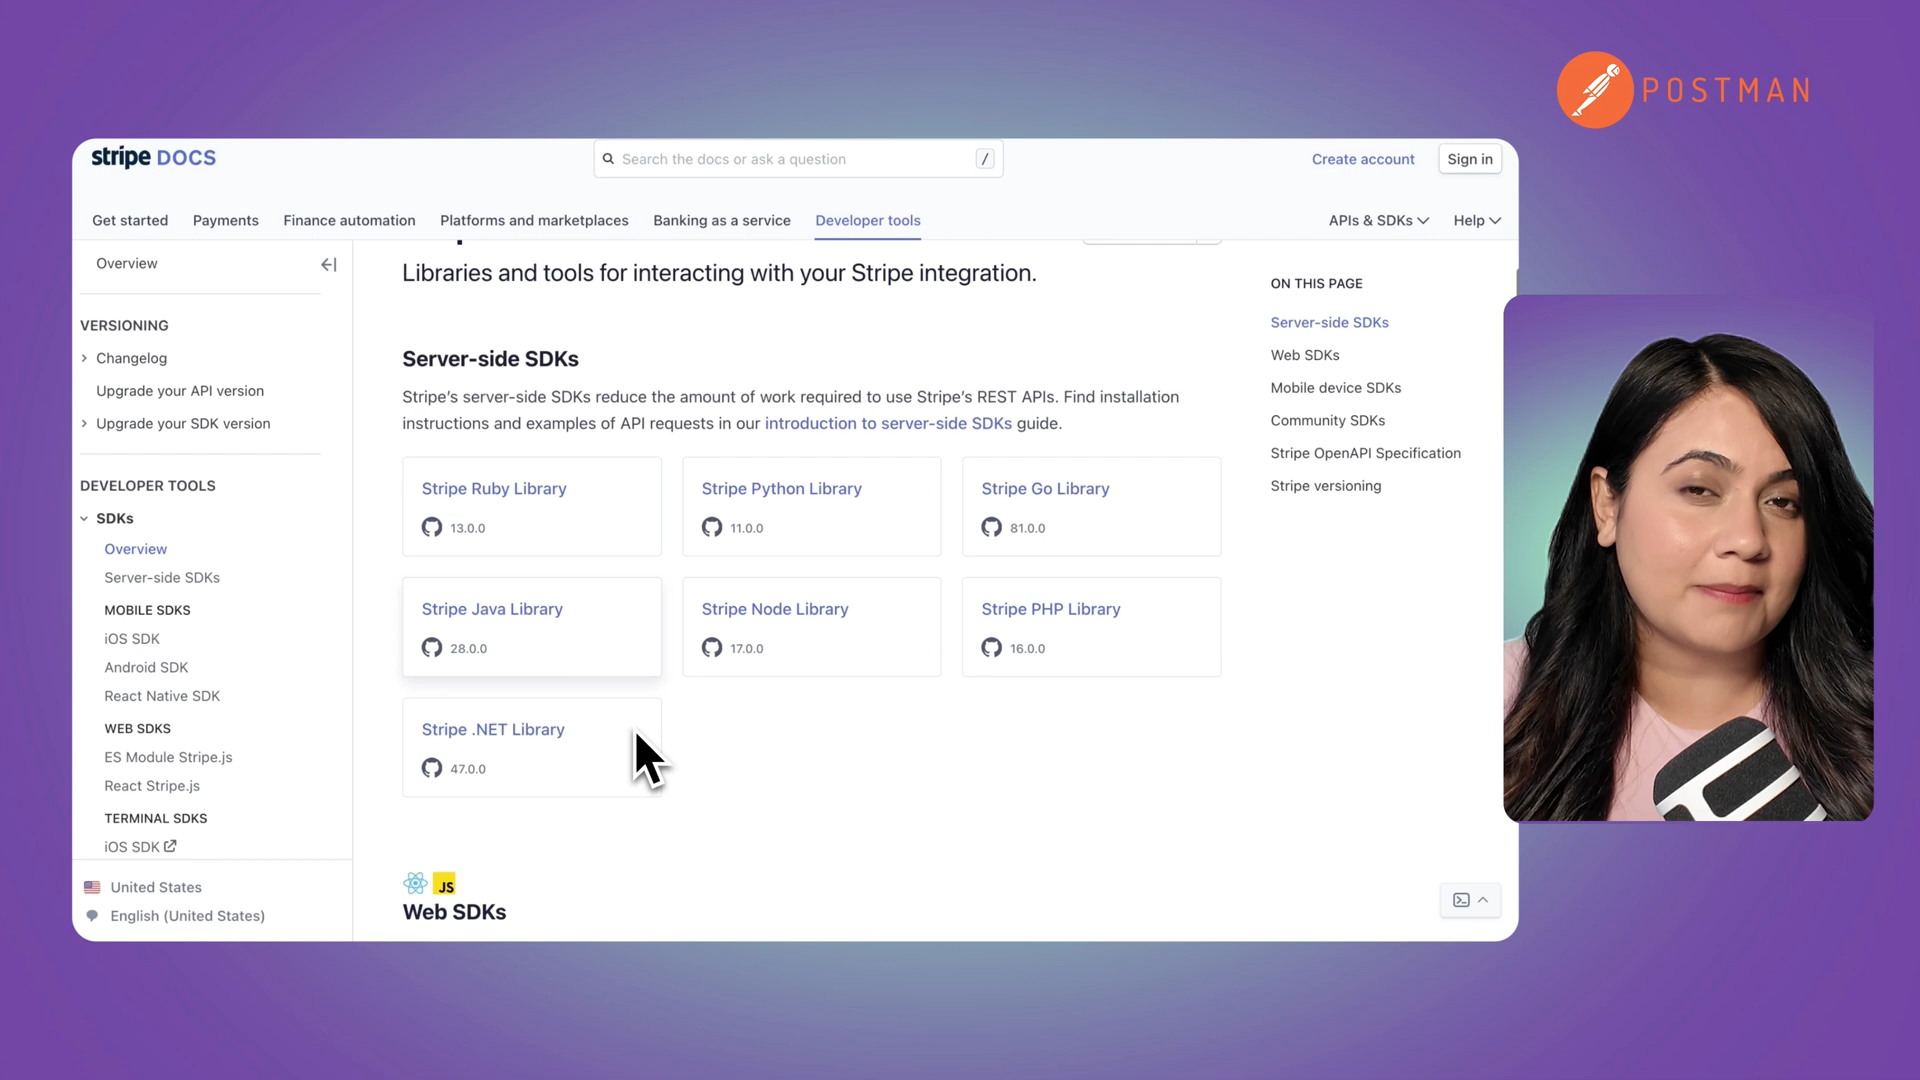 POSTMAN
stripe DOCS
Search the docs or ask a question
/
Create account
Sign in
Get started
Payments
Finance automation
Platforms and marketplaces
Banking as a service
Developer tools
APIs & SDKs
Help
Overview
VERSIONING
Changelog
Upgrade your API version
Upgrade your SDK version
DEVELOPER TOOLS
SDKs
Overview
Server-side SDKs
MOBILE SDKS
iOS SDK
Android SDK
React Native SDK
WEB SDKS
ES Module Stripe.js
React Stripe.js
TERMINAL SDKS
iOS SDK
United States
English (United States)
Libraries and tools for interacting with your Stripe integration.
Server-side SDKs
Stripe’s server-side SDKs reduce the amount of work required to use Stripe’s REST APIs. Find installation
instructions and examples of API requests in our introduction to server-side SDKs guide.
Stripe Ruby Library
13.0.0
Stripe Python Library
11.0.0
Stripe Go Library
81.0.0
Stripe Java Library
28.0.0
Stripe Node Library
17.0.0
Stripe PHP Library
16.0.0
Stripe .NET Library
47.0.0
JS
Web SDKs
ON THIS PAGE
Server-side SDKs
Web SDKs
Mobile device SDKs
Community SDKs
Stripe OpenAPI Specification
Stripe versioning